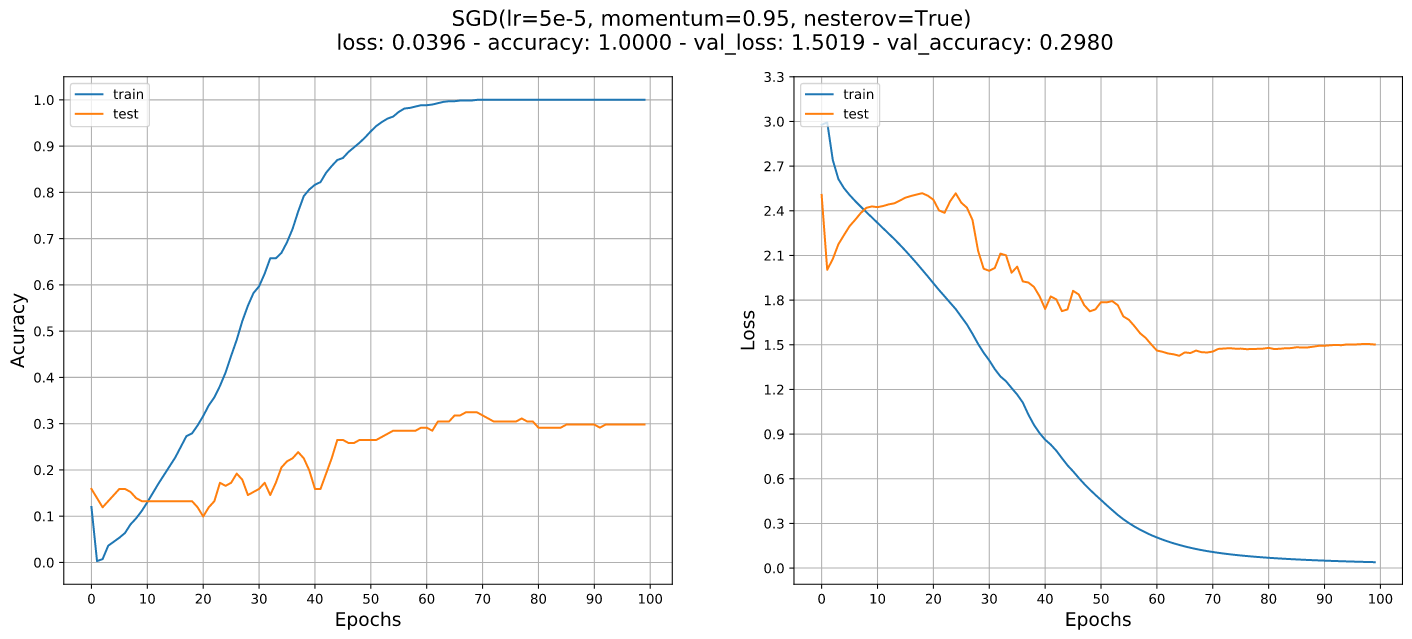 SGD(lr=5e-5, momentum=0.95, nesterov=True)
loss: 0.0396 - accuracy: 1.0000 - val_loss: 1.5019 - val_accuracy: 0.2980
train
test
1.0
0.9
0.8
0.7
0.6
0.5
0.4
0.3
0.2
0.1
0.0
Acuracy
0 10 20 30 40 50 60 70 80 90 100
Epochs
train
test
3.3
3.0
2.7
2.4
2.1
1.8
1.5
1.2
0.9
0.6
0.3
0.0
Loss
0 10 20 30 40 50 60 70 80 90 100
Epochs